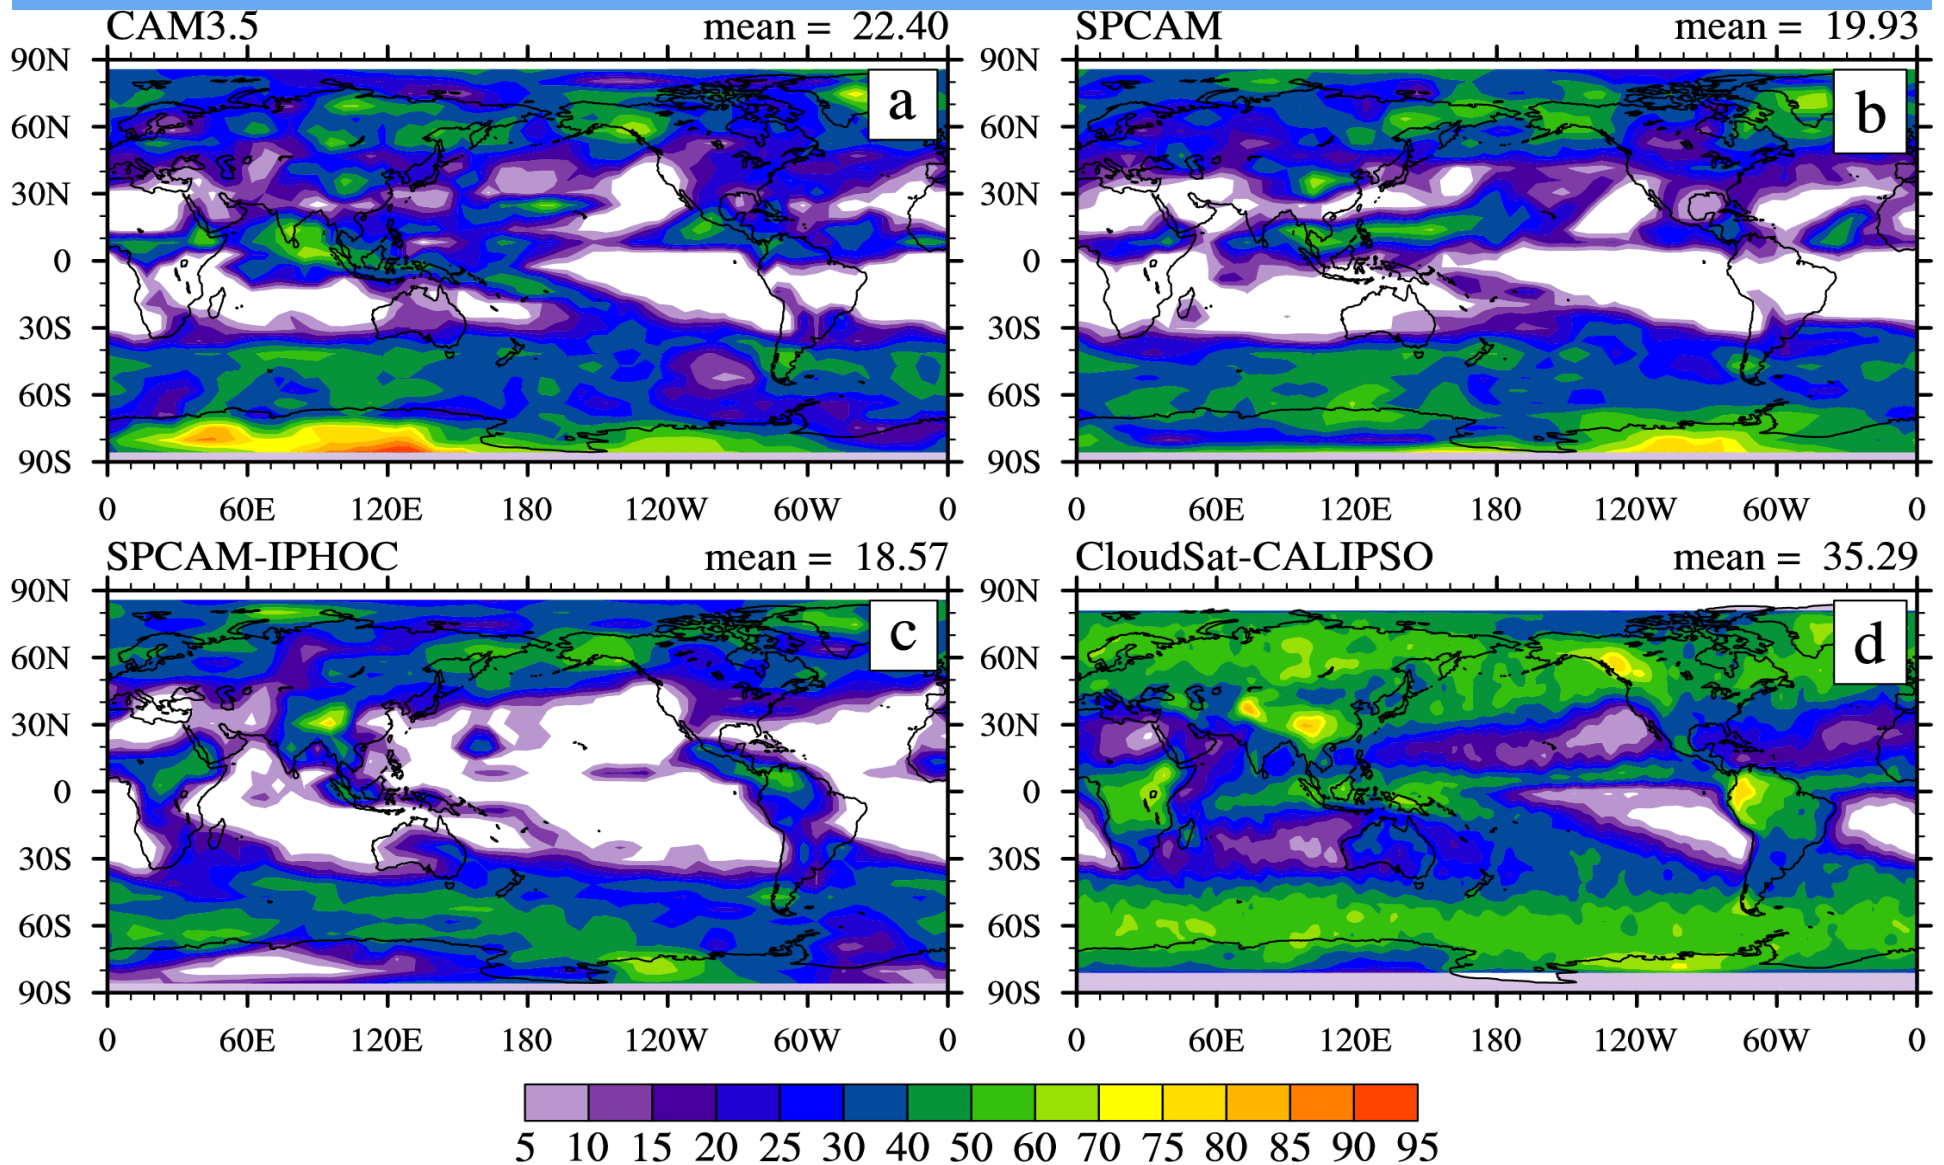 CAM3.5 mean = 22.40
SPCAM mean = 19.93
90N
60N
30N
0
30S
60S
90S
a
0 60E 120E 180 120W 60W 0
90N
60N
30N
0
30S
60S
90S
b
0 60E 120E 180 120W 60W 0
SPCAM-IPHOC mean = 18.57
CloudSat-CALIPSO mean = 35.29
90N
60N
30N
0
30S
60S
90S
c
0 60E 120E 180 120W 60W 0
90N
60N
30N
0
30S
60S
90S
d
0 60E 120E 180 120W 60W 0
5 10 15 20 25 30 40 50 60 70 75 80 85 90 95